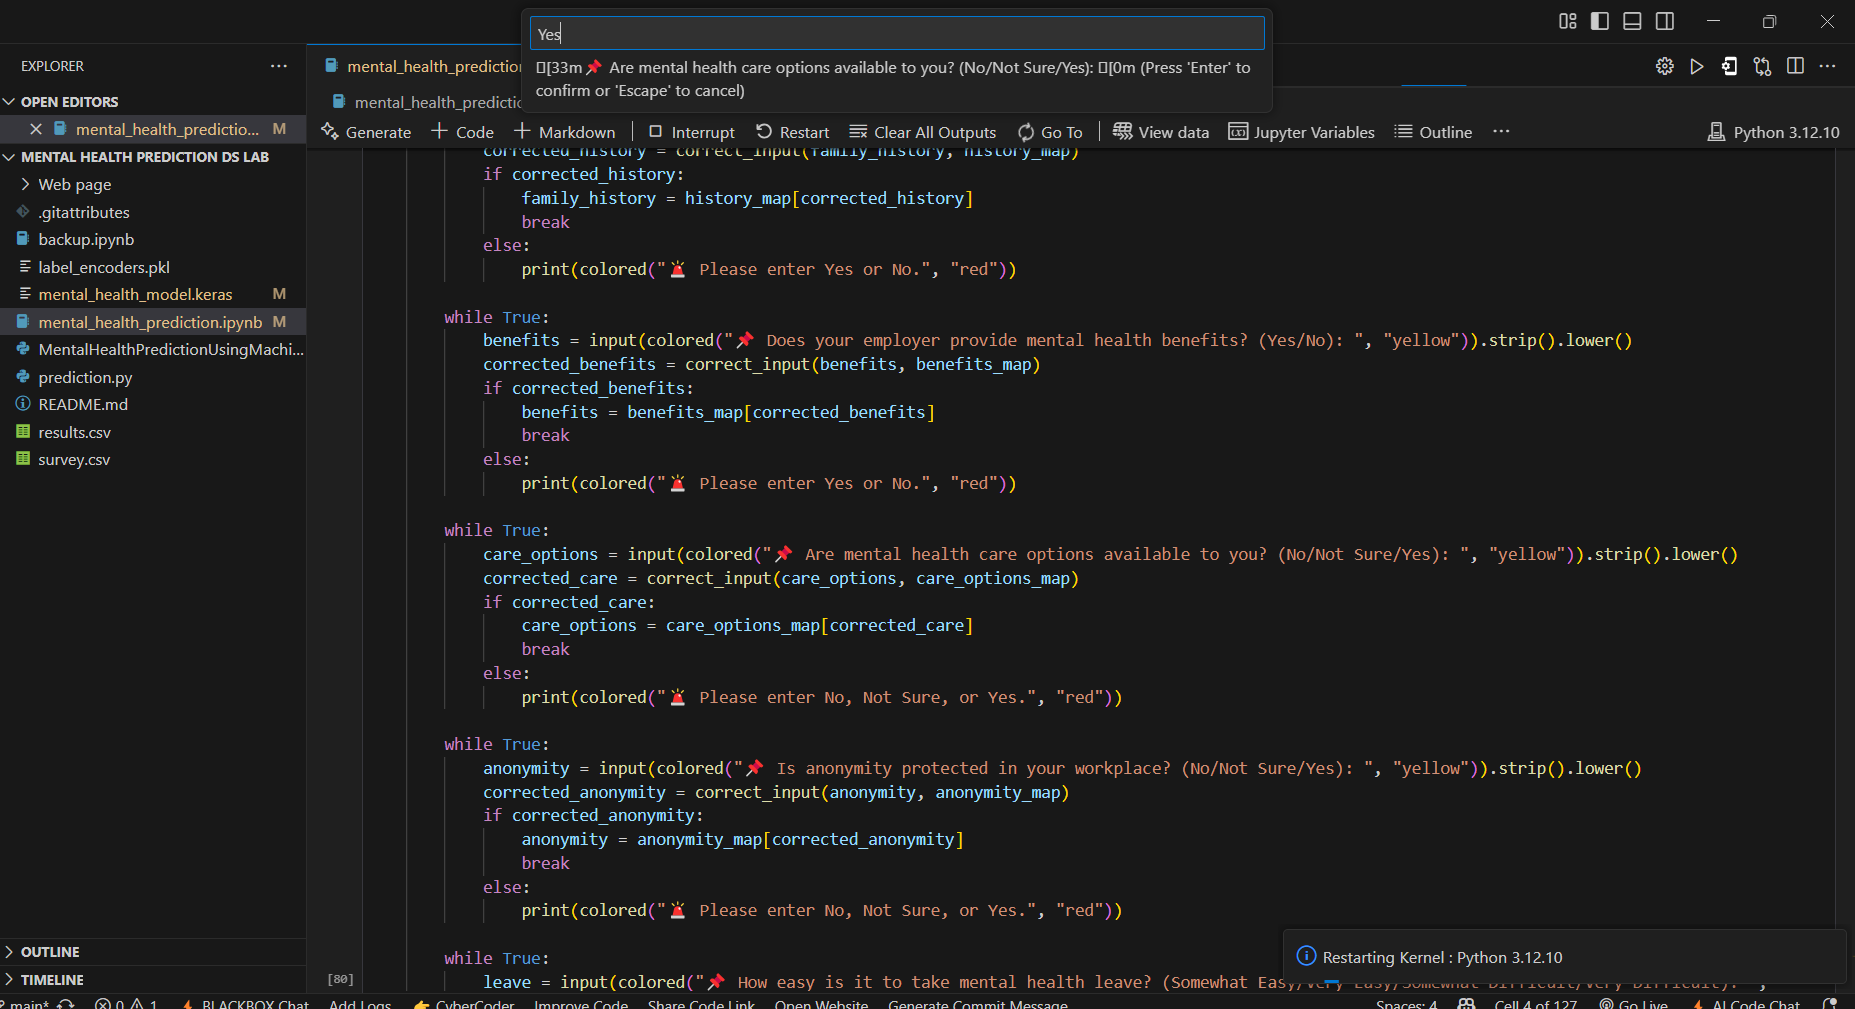 Yes
[33m📌 Are mental health care options available to you? (No/Not Sure/Yes): [0m (Press 'Enter' to
confirm or 'Escape' to cancel)
EXPLORER
OPEN EDITORS
mental_health_predictio... M
MENTAL HEALTH PREDICTION DS LAB
Web page
.gitattributes
backup.ipynb
label_encoders.pkl
mental_health_model.keras M
mental_health_prediction.ipynb M
MentalHealthPredictionUsingMachi...
prediction.py
README.md
results.csv
survey.csv
OUTLINE
TIMELINE
mental_health_prediction
mental_health_predictic
Generate + Code + Markdown Interrupt Restart Clear All Outputs Go To View data Jupyter Variables Outline ... Python 3.12.10
corrected_history = correct_input(family_history, history_map)
if corrected_history:
family_history = history_map[corrected_history]
break
else:
print(colored("🚨 Please enter Yes or No.", "red"))
while True:
benefits = input(colored("📌 Does your employer provide mental health benefits? (Yes/No): ", "yellow")).strip().lower()
corrected_benefits = correct_input(benefits, benefits_map)
if corrected_benefits:
benefits = benefits_map[corrected_benefits]
break
else:
print(colored("🚨 Please enter Yes or No.", "red"))
while True:
care_options = input(colored("📌 Are mental health care options available to you? (No/Not Sure/Yes): ", "yellow")).strip().lower()
corrected_care = correct_input(care_options, care_options_map)
if corrected_care:
care_options = care_options_map[corrected_care]
break
else:
print(colored("🚨 Please enter No, Not Sure, or Yes.", "red"))
while True:
anonymity = input(colored("📌 Is anonymity protected in your workplace? (No/Not Sure/Yes): ", "yellow")).strip().lower()
corrected_anonymity = correct_input(anonymity, anonymity_map)
if corrected_anonymity:
anonymity = anonymity_map[corrected_anonymity]
break
else:
print(colored("🚨 Please enter No, Not Sure, or Yes.", "red"))
while True:
[80] leave = input(colored("📌 How easy is it to take mental health leave? (Somewhat Easy/Very Easy/Somewhat Difficult/Very Difficult): ",
Restarting Kernel : Python 3.12.10
main* 0 1 BLACKBOX Chat Add Logs CyberCoder Improve Code Share Code Link Open Website Generate Commit Message Spaces: 4 Cell 4 of 127 Go Live AI Code Chat